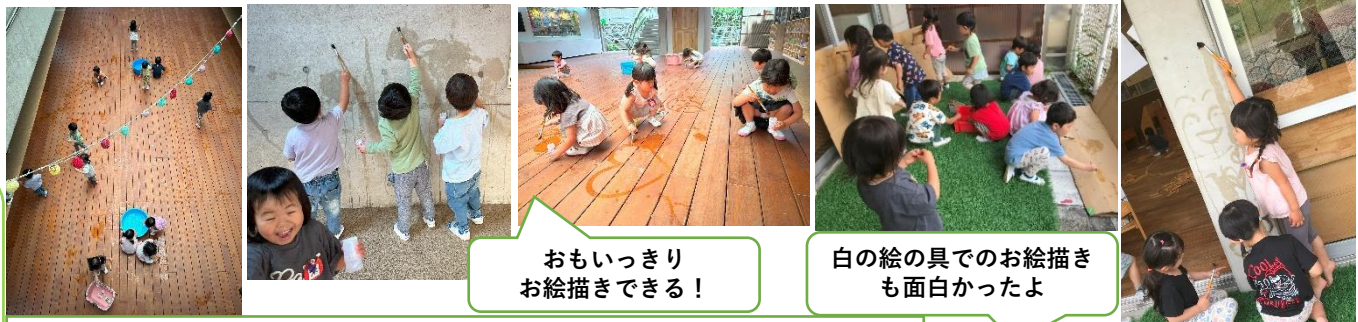 おもいっきり
お絵描きできる！
白の絵の具でのお絵描き
も面白かったよ